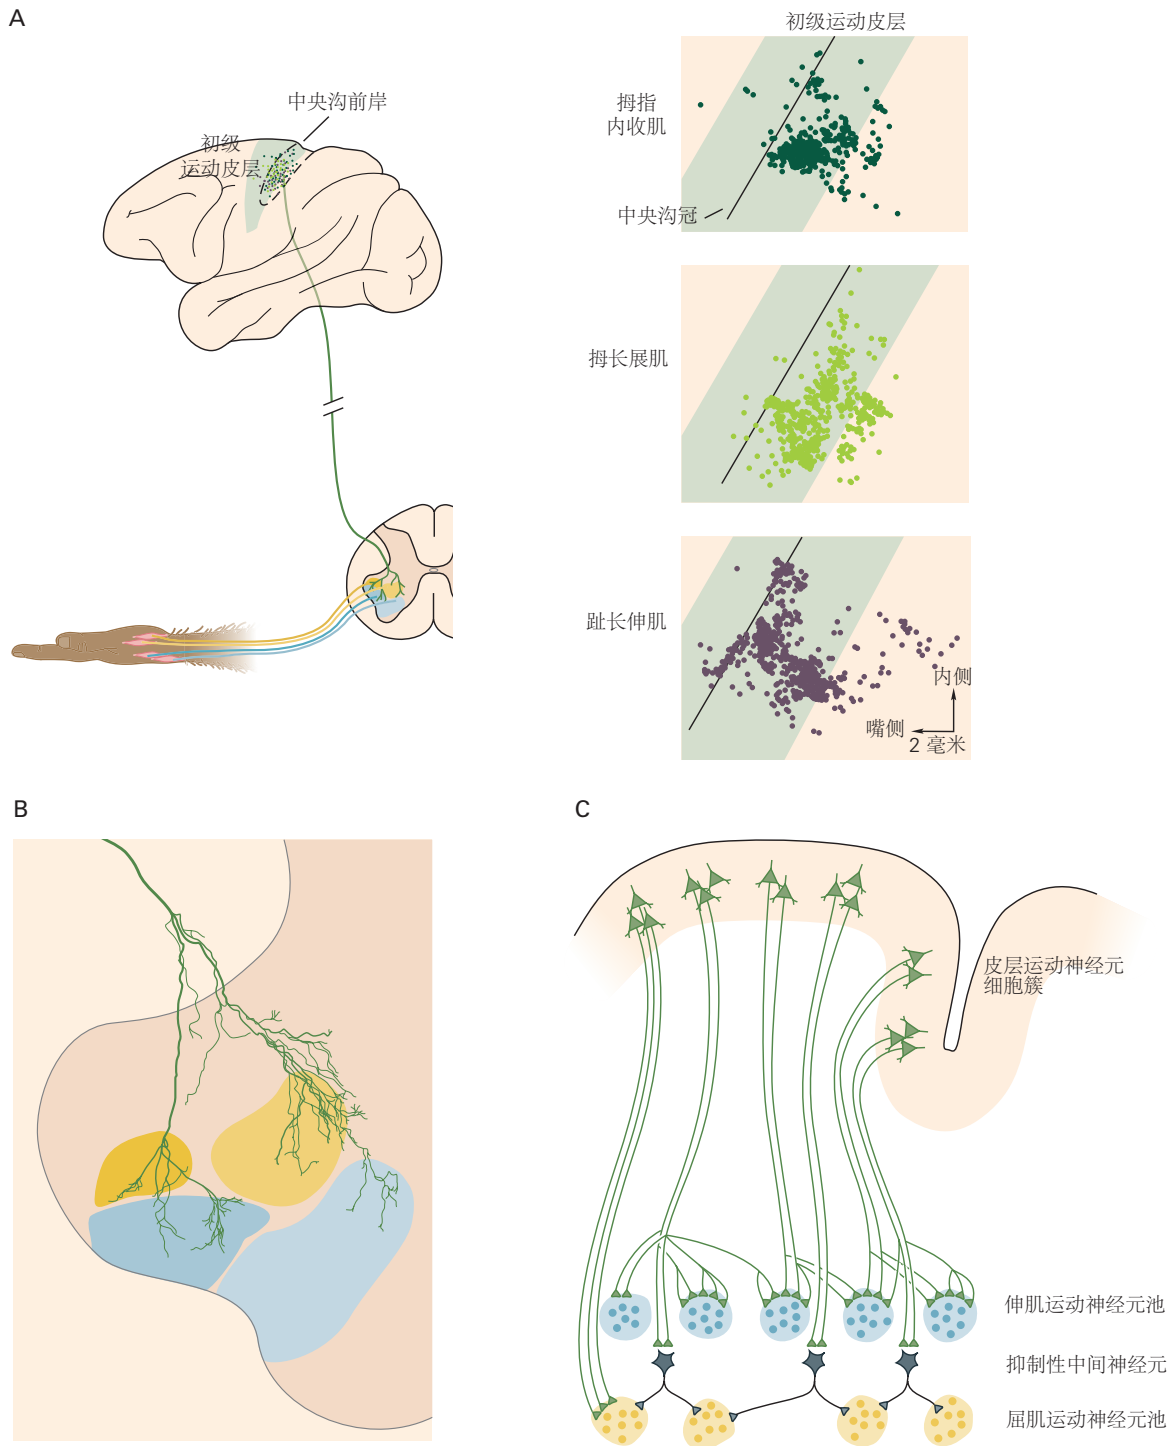 A
中央沟前岸
初级
运动皮层
初级运动皮层
拇指
内收肌
中央沟冠
拇长展肌
趾长伸肌
内侧
嘴侧
2 毫米
B
C
皮层运动神经元
细胞簇
伸肌运动神经元池
抑制性中间神经元
屈肌运动神经元池